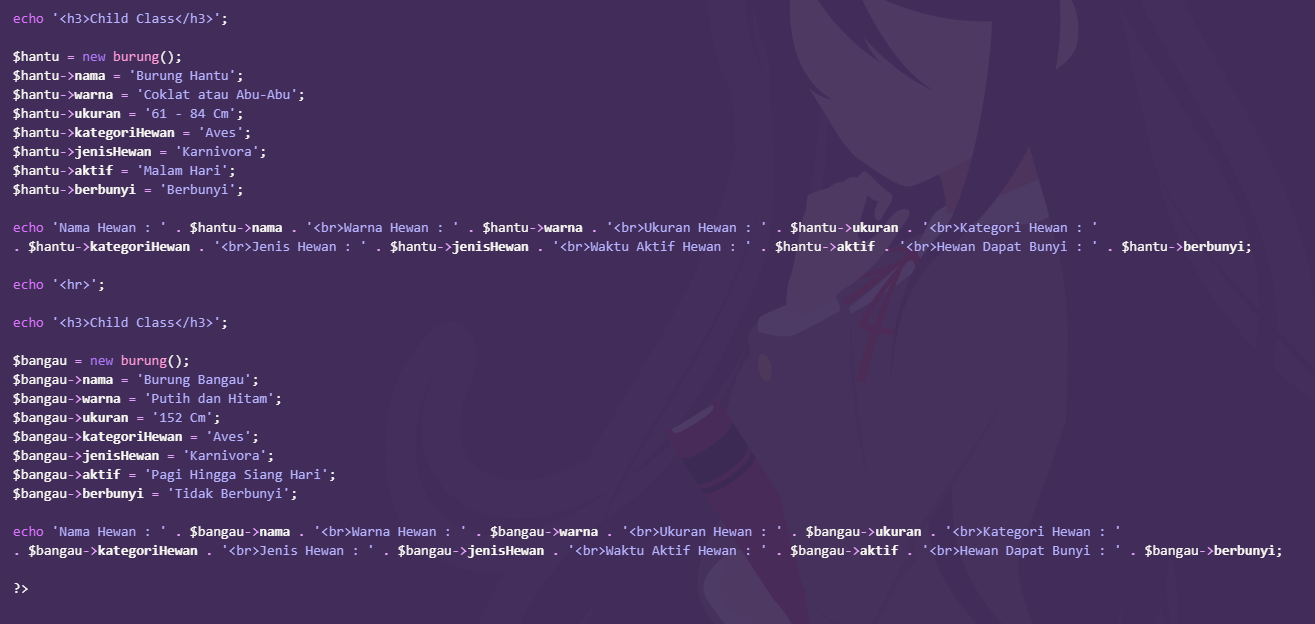 echo '<h3>Child Class</h3>';
$hantu = new burung();
$hantu->nama = 'Burung Hantu';
$hantu->warna = 'Coklat atau Abu-Abu';
$hantu->ukuran = '61 - 84 Cm';
$hantu->kategoriHewan = 'Aves';
$hantu->jenisHewan = 'Karnivora';
$hantu->aktif = 'Malam Hari';
$hantu->berbunyi = 'Berbunyi';
echo 'Nama Hewan : ' . $hantu->nama . '<br>Warna Hewan : ' . $hantu->warna . '<br>Ukuran Hewan : ' . $hantu->ukuran . '<br>Kategori Hewan : '
. $hantu->kategoriHewan . '<br>Jenis Hewan : ' . $hantu->jenisHewan . '<br>Waktu Aktif Hewan : ' . $hantu->aktif . '<br>Hewan Dapat Bunyi : ' . $hantu->berbunyi;
echo '<hr>';
echo '<h3>Child Class</h3>';
$bangau = new burung();
$bangau->nama = 'Burung Bangau';
$bangau->warna = 'Putih dan Hitam';
$bangau->ukuran = '152 Cm';
$bangau->kategoriHewan = 'Aves';
$bangau->jenisHewan = 'Karnivora';
$bangau->aktif = 'Pagi Hingga Siang Hari';
$bangau->berbunyi = 'Tidak Berbunyi';
echo 'Nama Hewan : ' . $bangau->nama . '<br>Warna Hewan : ' . $bangau->warna . '<br>Ukuran Hewan : ' . $bangau->ukuran . '<br>Kategori Hewan : '
. $bangau->kategoriHewan . '<br>Jenis Hewan : ' . $bangau->jenisHewan . '<br>Waktu Aktif Hewan : ' . $bangau->aktif . '<br>Hewan Dapat Bunyi : ' . $bangau->berbunyi;
?>